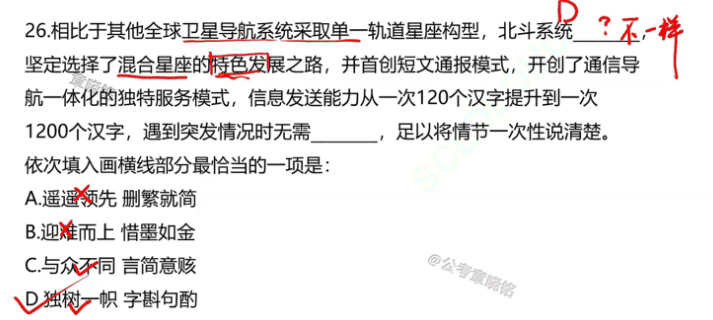 D
26.相比于其他全球卫星导航系统采取单一轨道星座构型，北斗系统______，
？不一样
坚定选择了混合星座的特色发展之路，并首创短文通报模式，开创了通信导
航一体化的独特服务模式，信息发送能力从一次120个汉字提升到一次
1200个汉字，遇到突发情况时无需______，足以将情节一次性说清楚。
依次填入画横线部分最恰当的一项是：
A.遥遥领先 删繁就简
B.迎难而上 惜墨如金
C.与众不同 言简意赅
D.独树一帜 字斟句酌
@公考章晓铭